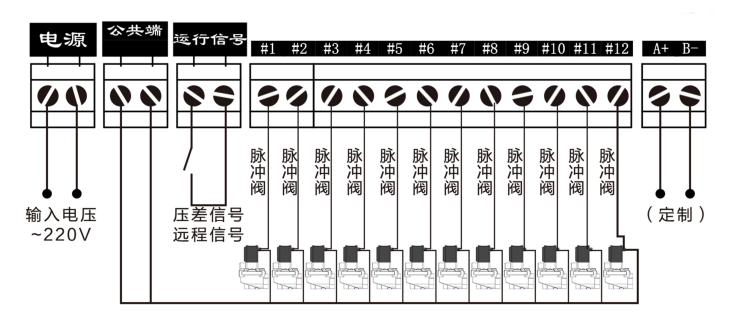 电源
公共端
运行信号
#1 #2 #3 #4 #5 #6 #7 #8 #9 #10 #11 #12
A+ B-
脉冲阀 脉冲阀 脉冲阀 脉冲阀 脉冲阀 脉冲阀 脉冲阀 脉冲阀 脉冲阀 脉冲阀 脉冲阀 脉冲阀
输入电压
~220V
压差信号
远程信号
(定制)